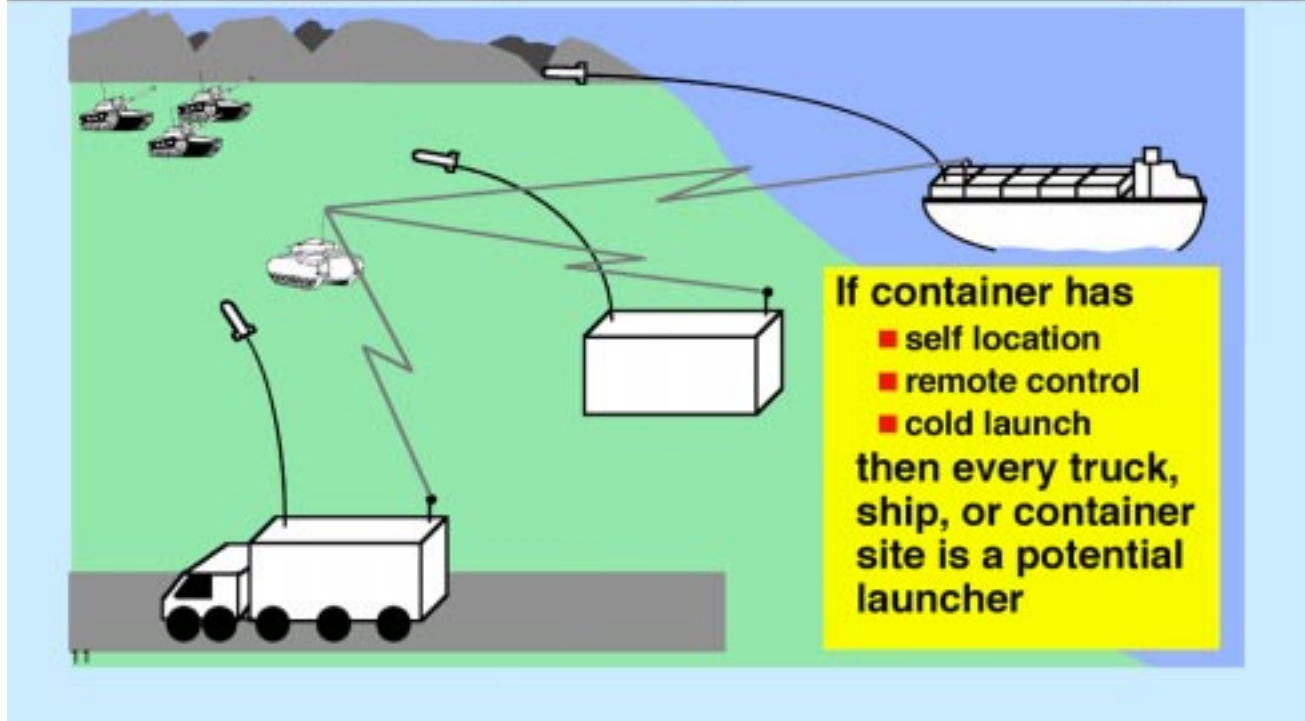 If container has
■ self location
■ remote control
■ cold launch
then every truck,
ship, or container
site is a potential
launcher
11